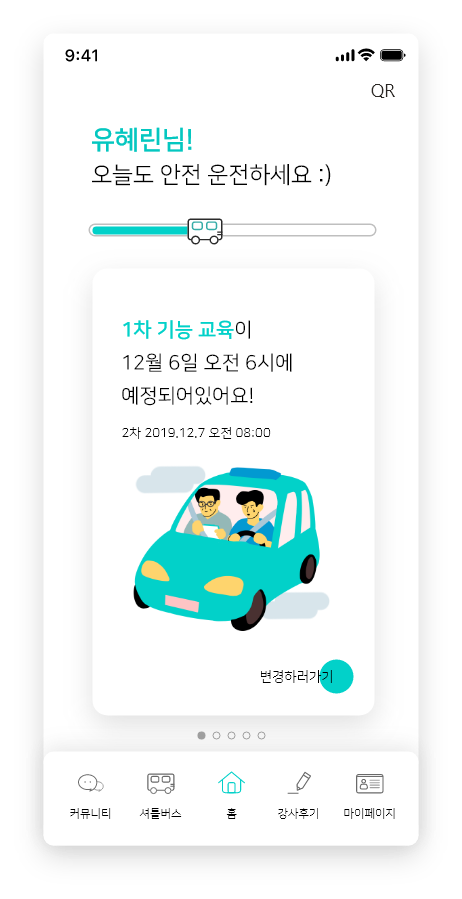 9:41
QR
유혜린님!
오늘도 안전 운전하세요 :)
1차 기능 교육이
12월 6일 오전 6시에
예정되어있어요!
2차 2019.12.7 오전 08:00
변경하러가기
커뮤니티
셔틀버스
홈
강사후기
마이페이지